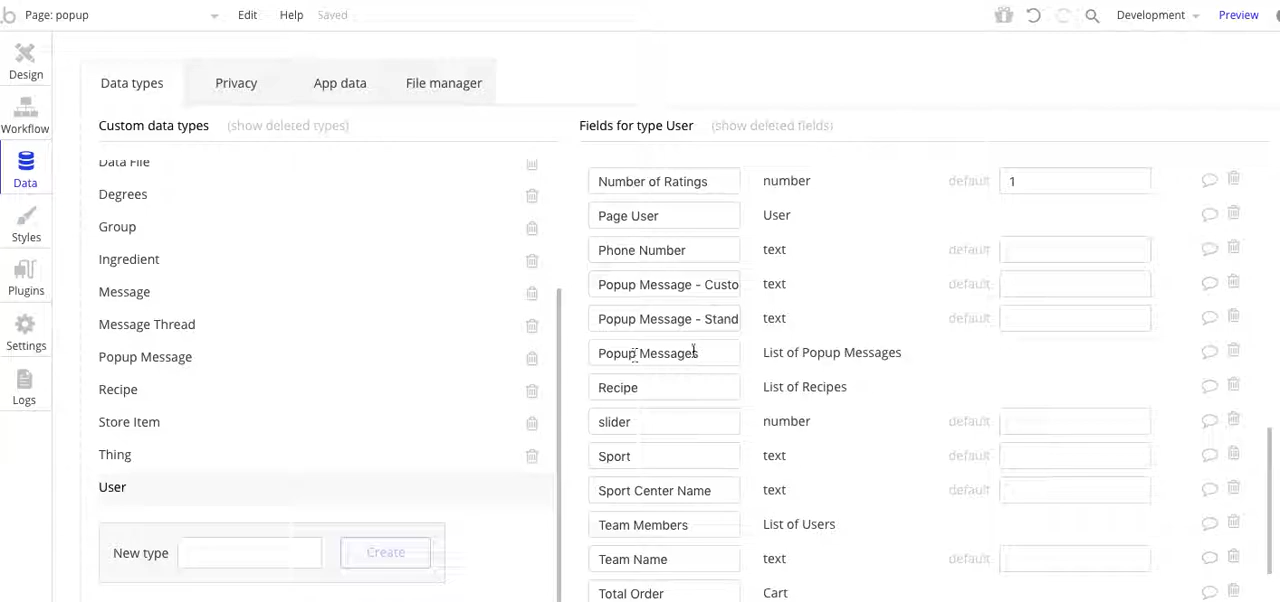 Page: popup Edit Help Saved Development Preview
Design
Workflow
Data
Styles
Plugins
Settings
Logs
Data types Privacy App data File manager
Custom data types (show deleted types)
Data File
Degrees
Group
Ingredient
Message
Message Thread
Popup Message
Recipe
Store Item
Thing
User
New type Create
Fields for type User (show deleted fields)
Number of Ratings number default 1
Page User User
Phone Number text default
Popup Message - Custo text default
Popup Message - Stand text default
Popup Messages List of Popup Messages
Recipe List of Recipes
slider number default
Sport text default
Sport Center Name text default
Team Members List of Users
Team Name text default
Total Order Cart